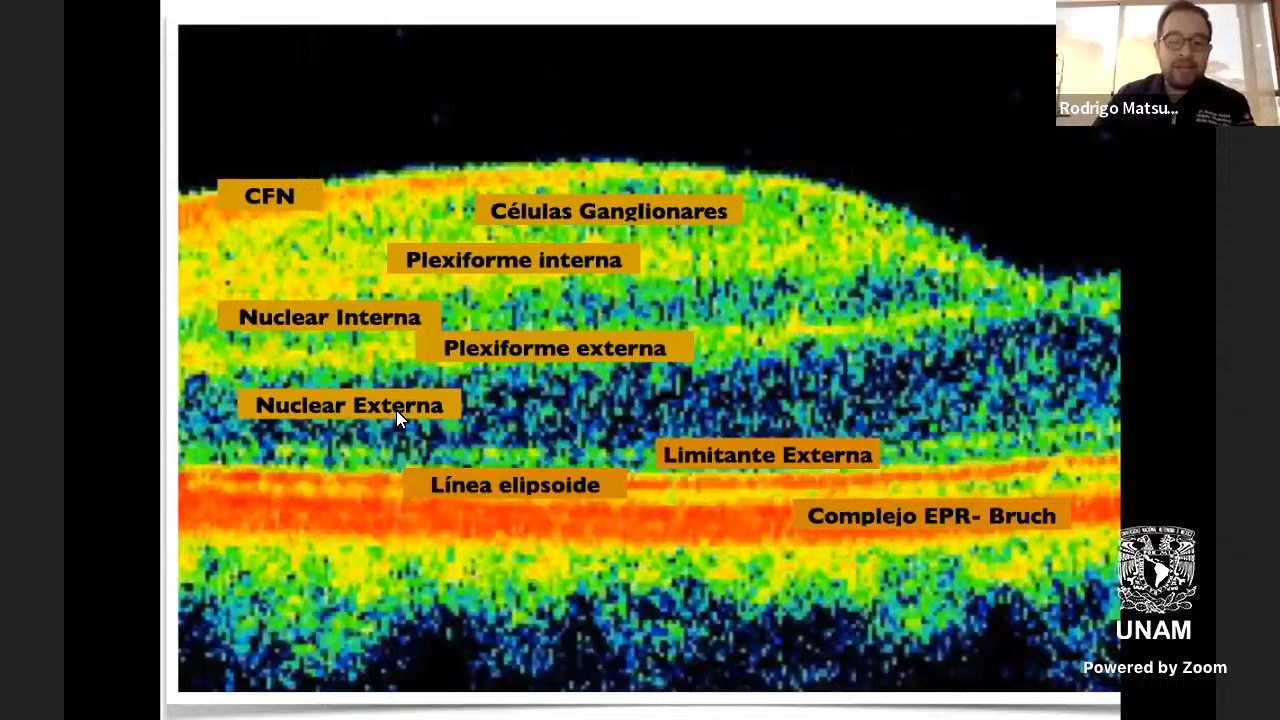 Rodrigo Matsu...
CFN
Células Ganglionares
Plexiforme interna
Nuclear Interna
Plexiforme externa
Nuclear Externa
Limitante Externa
Línea elipsoide
Complejo EPR- Bruch
UNAM
Powered by Zoom